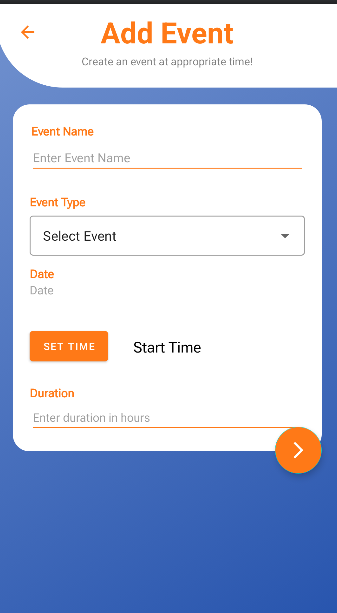 Add Event
Create an event at appropriate time!
Event Name
Enter Event Name
Event Type
Select Event
Date
Date
SET TIME Start Time
Duration
Enter duration in hours